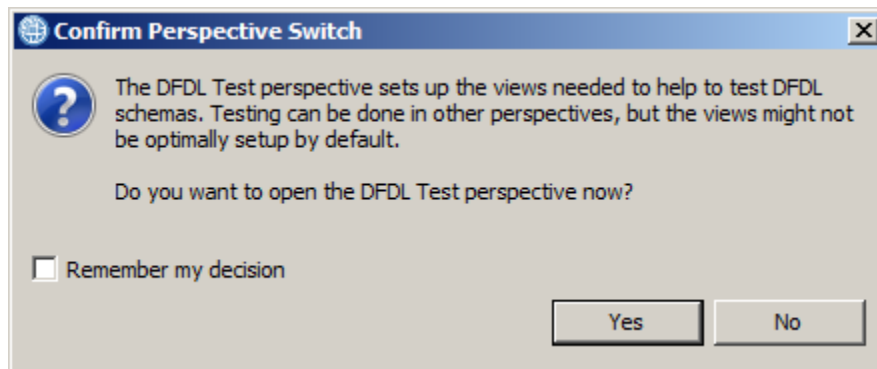 Confirm Perspective Switch
The DFDL Test perspective sets up the views needed to help to test DFDL
schemas. Testing can be done in other perspectives, but the views might not
be optimally setup by default.
Do you want to open the DFDL Test perspective now?
Remember my decision
Yes
No